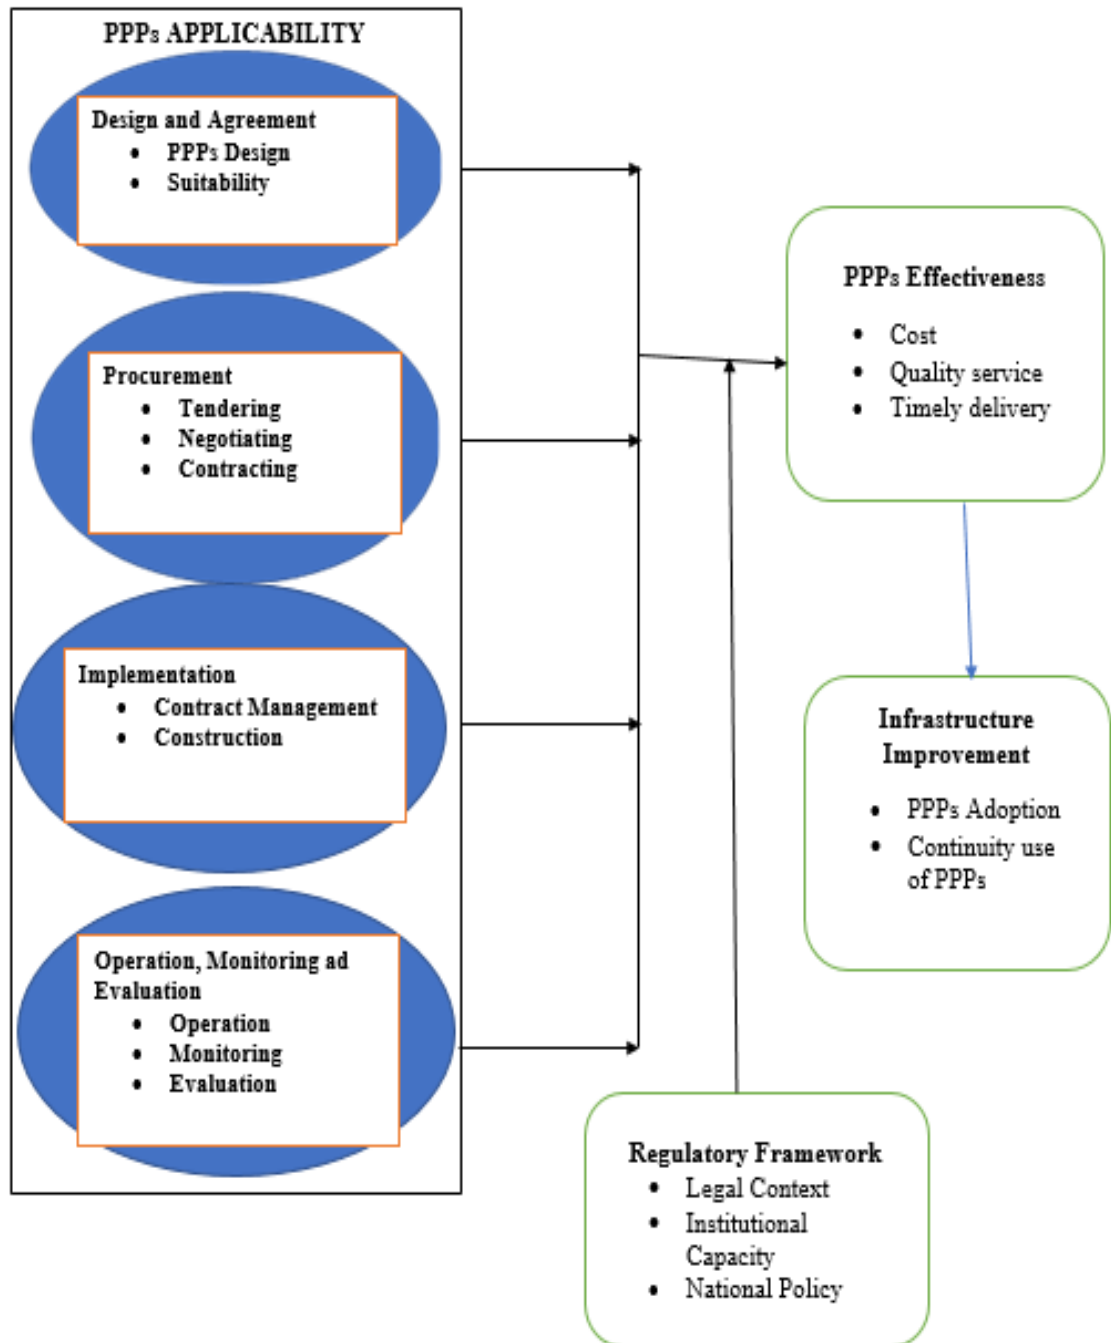 PPPs APPLICABILITY
Design and Agreement
• PPPs Design
• Suitability
Procurement
• Tendering
• Negotiating
• Contracting
Implementation
• Contract Management
• Construction
Operation, Monitoring ad
Evaluation
• Operation
• Monitoring
• Evaluation
PPPs Effectiveness
• Cost
• Quality service
• Timely delivery
Infrastructure
Improvement
• PPPs Adoption
• Continuity use
of PPPs
Regulatory Framework
• Legal Context
• Institutional
Capacity
• National Policy